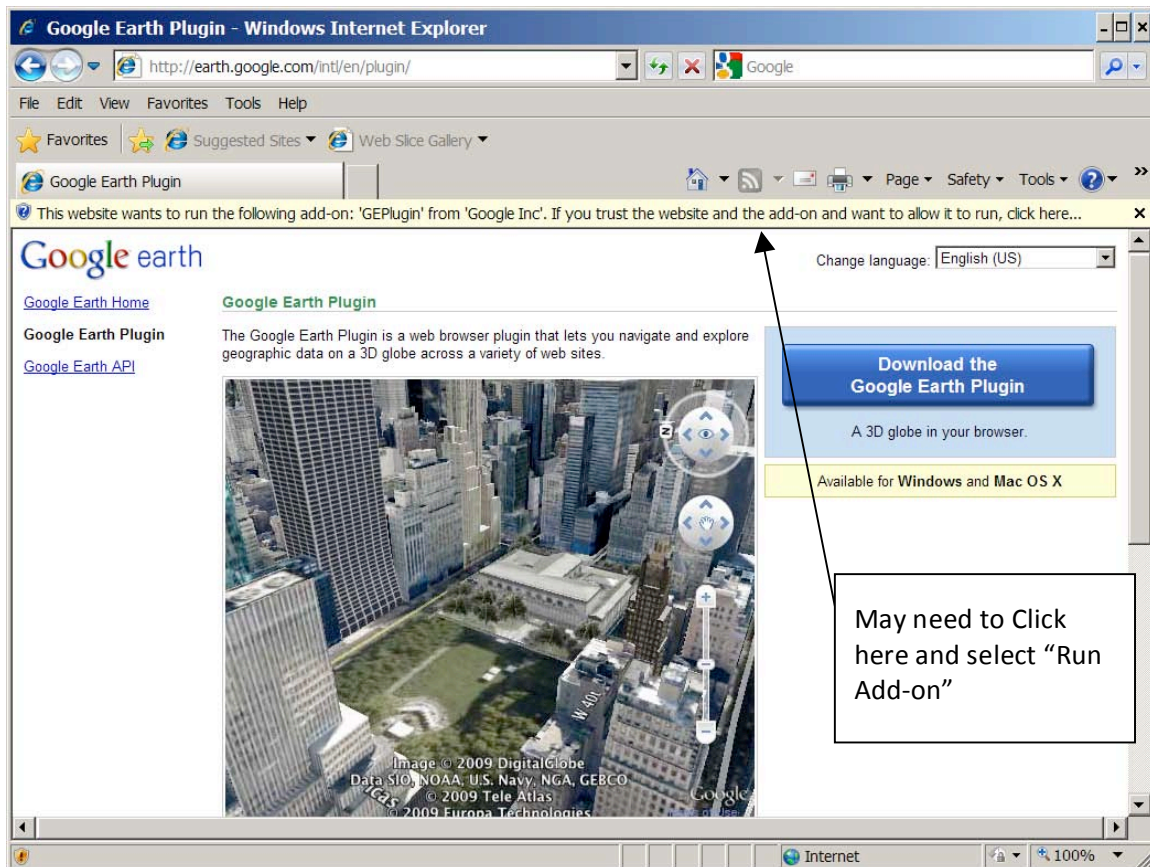 Google Earth Plugin - Windows Internet Explorer
http://earth.google.com/intl/en/plugin/
Google
File Edit View Favorites Tools Help
Favorites Suggested Sites Web Slice Gallery
Google Earth Plugin
Page Safety Tools
This website wants to run the following add-on: 'GEPlugin' from 'Google Inc'. If you trust the website and the add-on and want to allow it to run, click here...
Google earth
Change language: English (US)
Google Earth Home
Google Earth Plugin
Google Earth API
Google Earth Plugin
The Google Earth Plugin is a web browser plugin that lets you navigate and explore
geographic data on a 3D globe across a variety of web sites.
Download the
Google Earth Plugin
A 3D globe in your browser.
Available for Windows and Mac OS X
N
W 40t
Image © 2009 DigitalGlobe
Data SIO, NOAA, U.S. Navy, NGA, GEBCO
© 2009 Tele Atlas
© 2009 Europa Technologies
Google
May need to Click
here and select “Run
Add-on”
Internet
100%